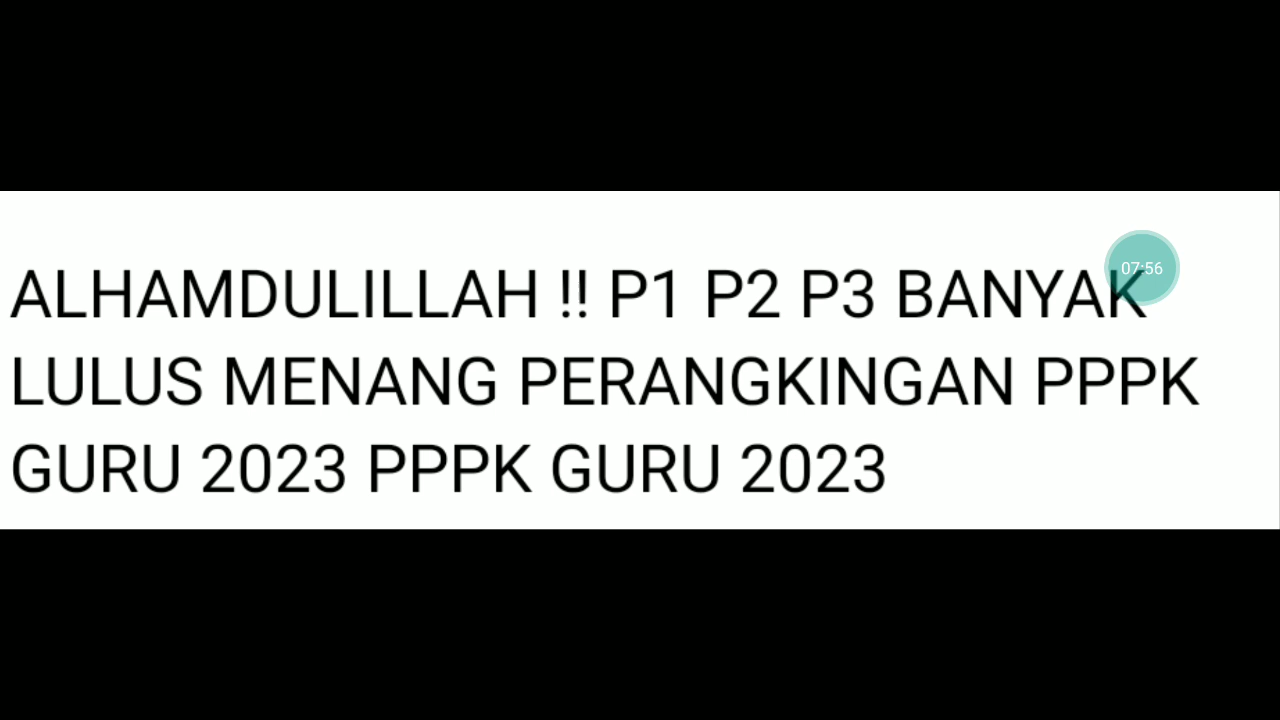 ALHAMDULILLAH !! P1 P2 P3 BANYAK
07:56
LULUS MENANG PERANGKINGAN PPPK
GURU 2023 PPPK GURU 2023